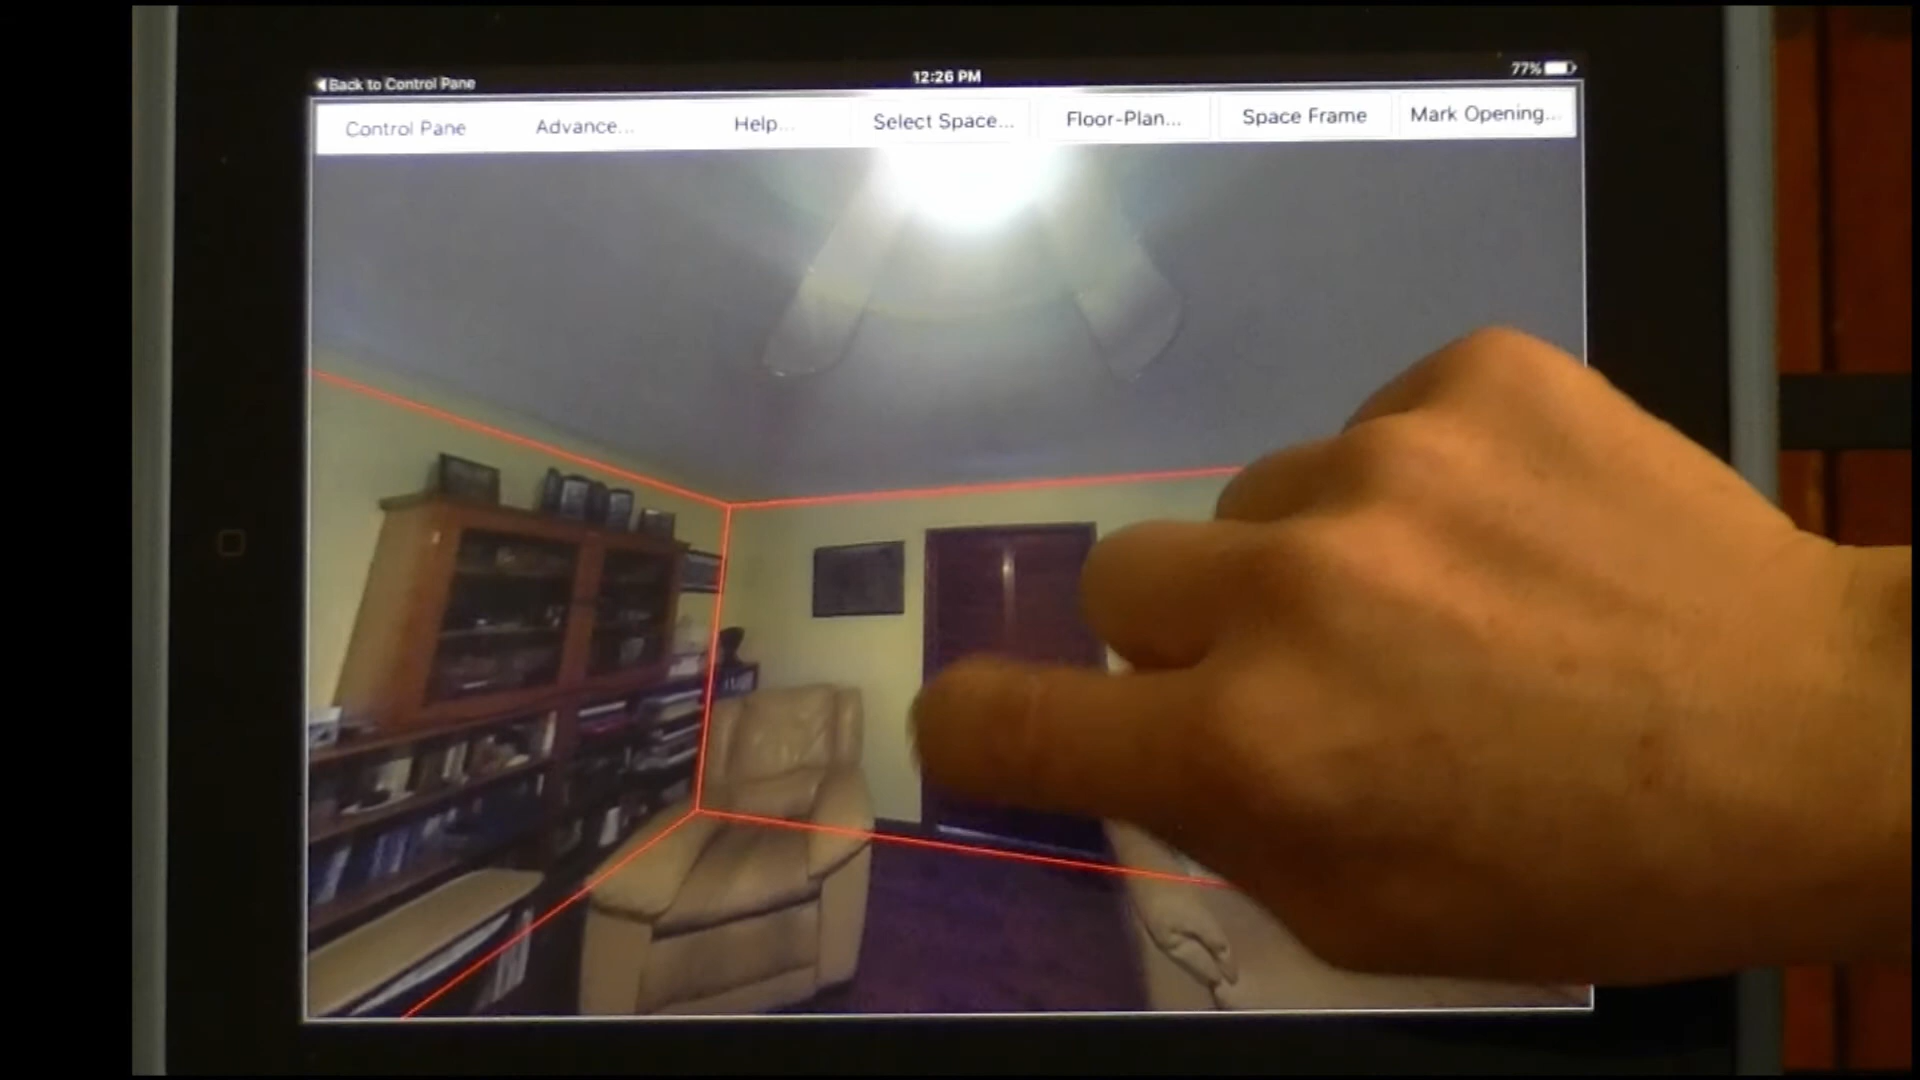 Back to Control Pane
12:26 PM
77%
Control Pane
Advance...
Help...
Select Space...
Floor-Plan...
Space Frame
Mark Opening...